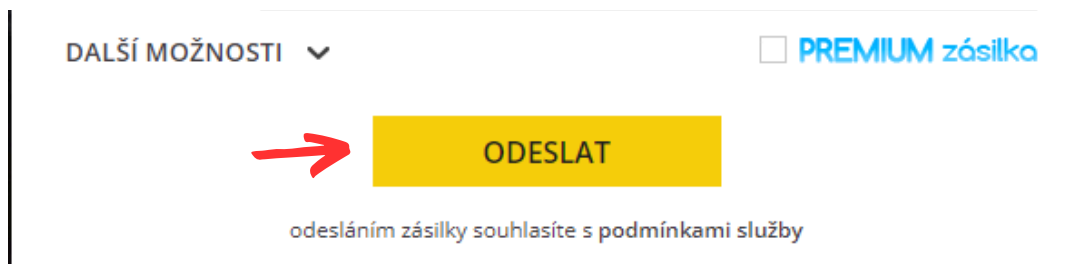 DALŠÍ MOŽNOSTI
PREMIUM zásilka
ODESLAT
odesláním zásilky souhlasíte s podmínkami služby